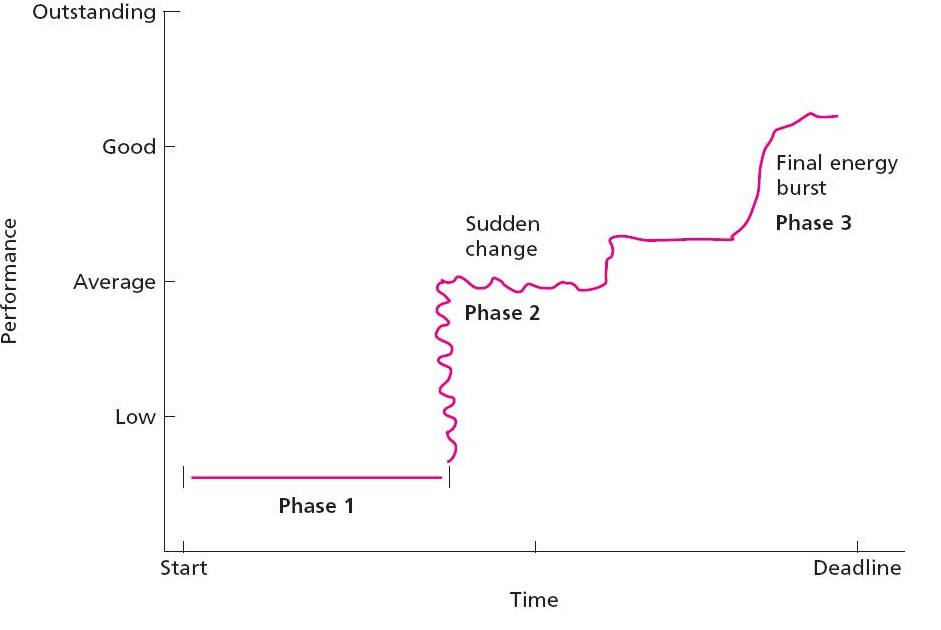 Outstanding
Good
Average
Low
Performance
Sudden
change
Phase 2
Final energy
burst
Phase 3
Phase 1
Start
Deadline
Time